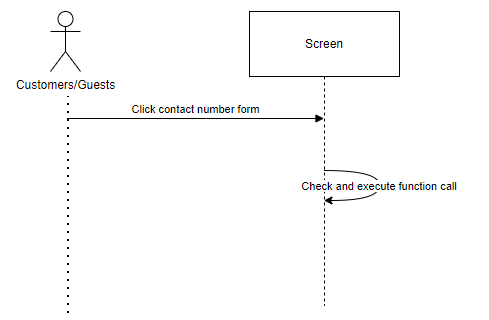 Screen
Customers/Guests
Click contact number form
Check and execute function call